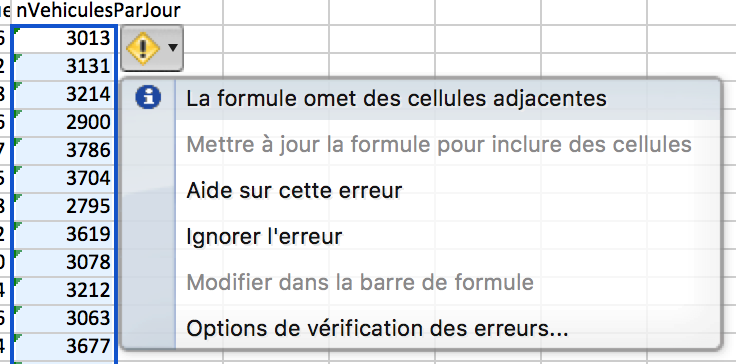 nVehiculesParJour
3013
3131
3214
2900
3786
3704
2795
3619
3078
3212
3063
3677
La formule omet des cellules adjacentes
Mettre à jour la formule pour inclure des cellules
Aide sur cette erreur
Ignorer l'erreur
Modifier dans la barre de formule
Options de vérification des erreurs...